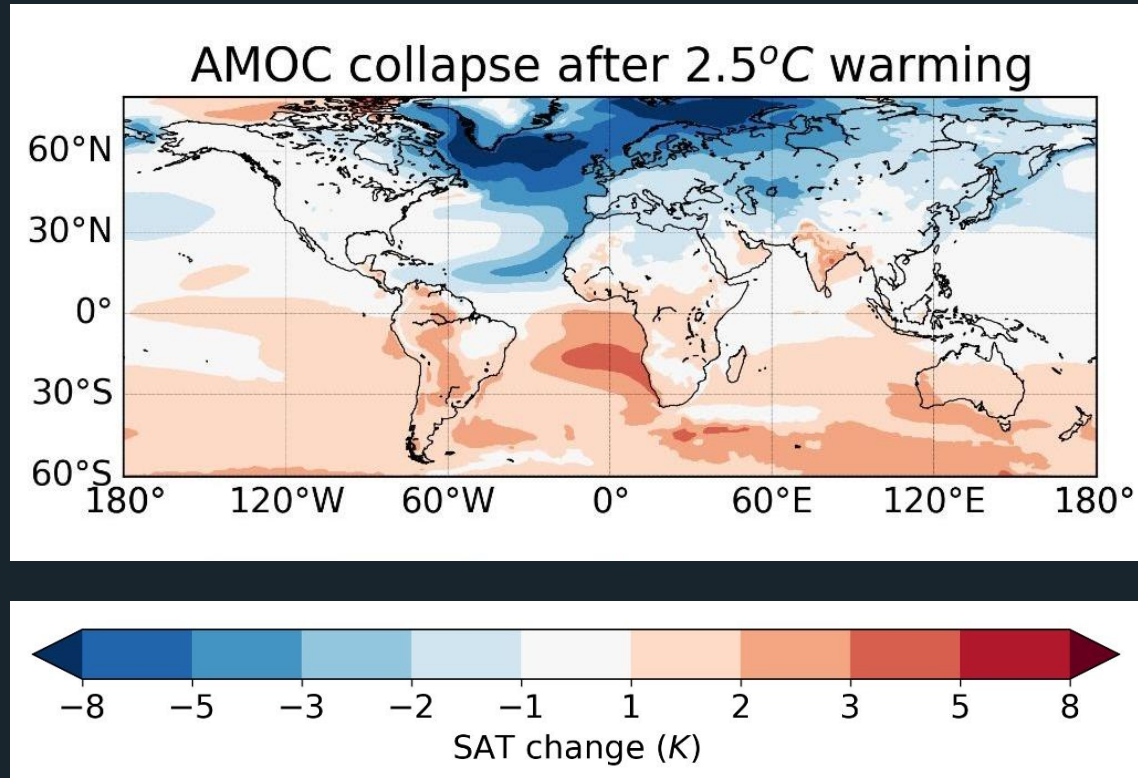 AMOC collapse after 2.5°C warming
60°N
30°N
0°
30°S
60°S
180° 120°W 60°W 0° 60°E 120°E 180°
−8 −5 −3 −2 −1 1 2 3 5 8
SAT change (K)